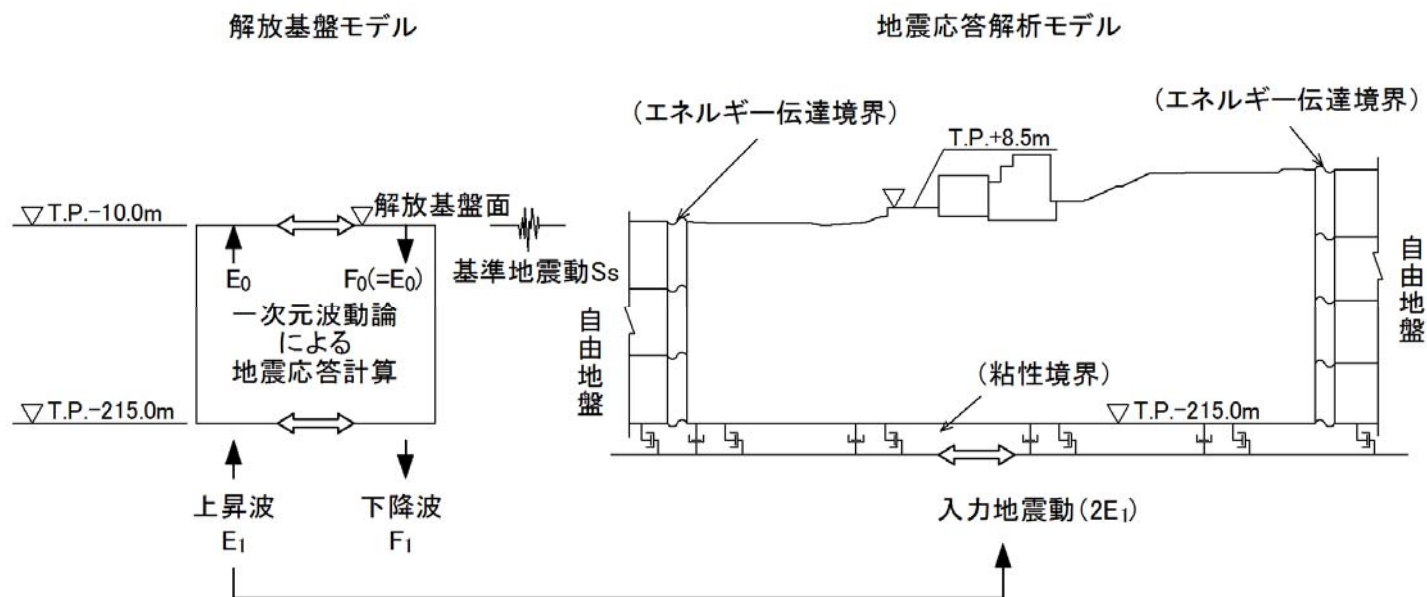 解放基盤モデル
地震応答解析モデル
(エネルギー伝達境界)
(エネルギー伝達境界)
T.P.+8.5m
T.P.-10.0m
解放基盤面
基準地震動Ss
E₀
F₀(=E₀)
一次元波動論
による
地震応答計算
T.P.-215.0m
自由地盤
自由地盤
(粘性境界)
T.P.-215.0m
上昇波
E₁
下降波
F₁
入力地震動(2E₁)